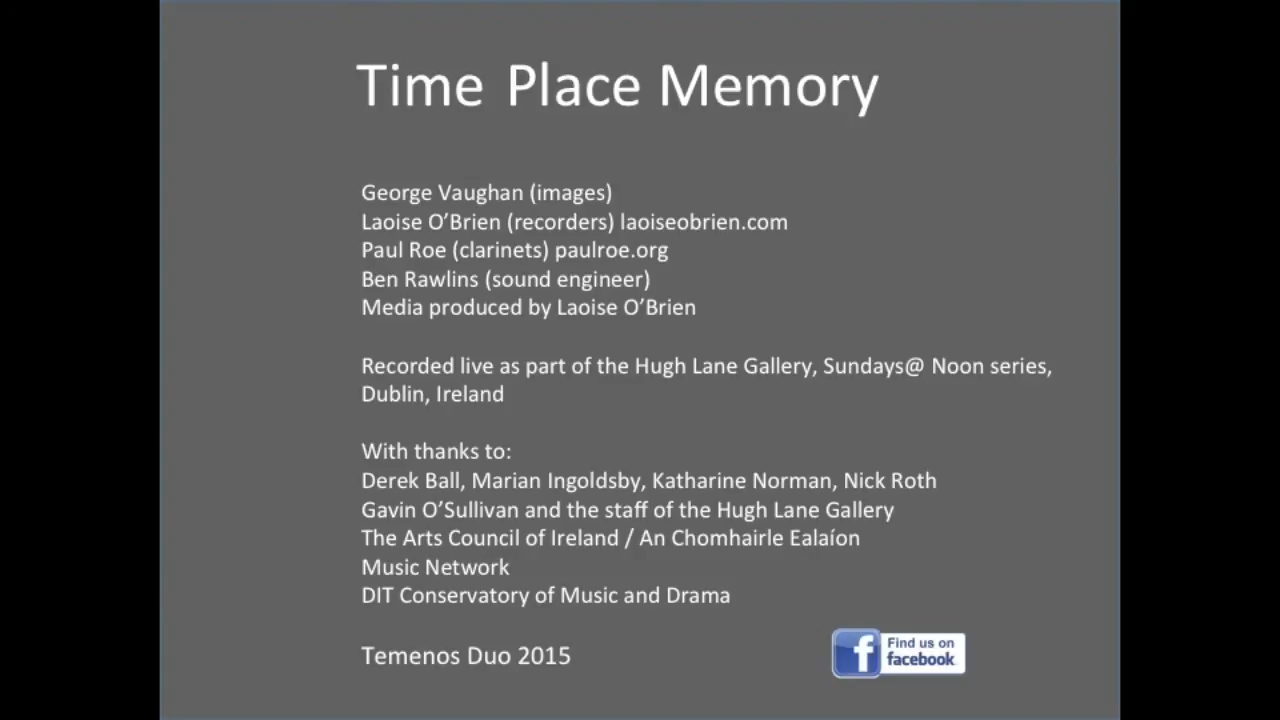 Time Place Memory
George Vaughan (images)
Laoise O’Brien (recorders) laoiseobrien.com
Paul Roe (clarinets) paulroe.org
Ben Rawlins (sound engineer)
Media produced by Laoise O’Brien
Recorded live as part of the Hugh Lane Gallery, Sundays@ Noon series,
Dublin, Ireland
With thanks to:
Derek Ball, Marian Ingoldsby, Katharine Norman, Nick Roth
Gavin O’Sullivan and the staff of the Hugh Lane Gallery
The Arts Council of Ireland / An Chomhairle Ealaíon
Music Network
DIT Conservatory of Music and Drama
Temenos Duo 2015
f
Find us on
facebook